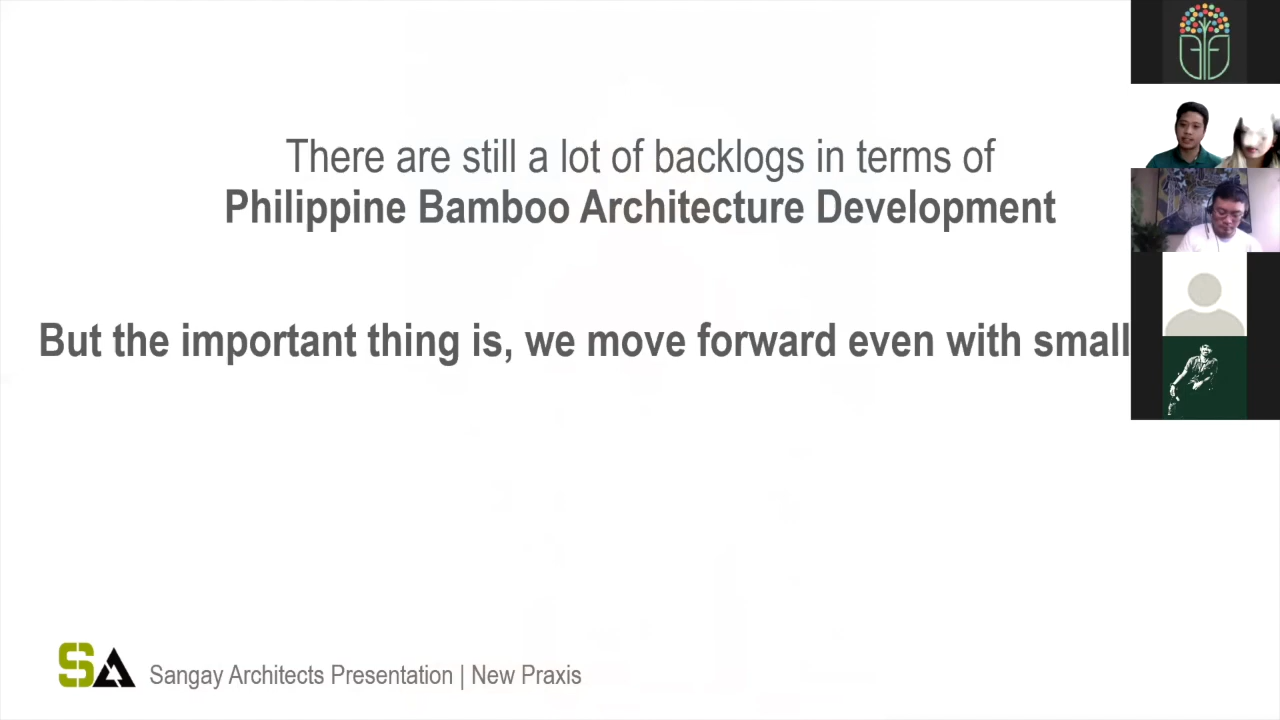 There are still a lot of backlogs in terms of
Philippine Bamboo Architecture Development
But the important thing is, we move forward even with small
SA
Sangay Architects Presentation | New Praxis